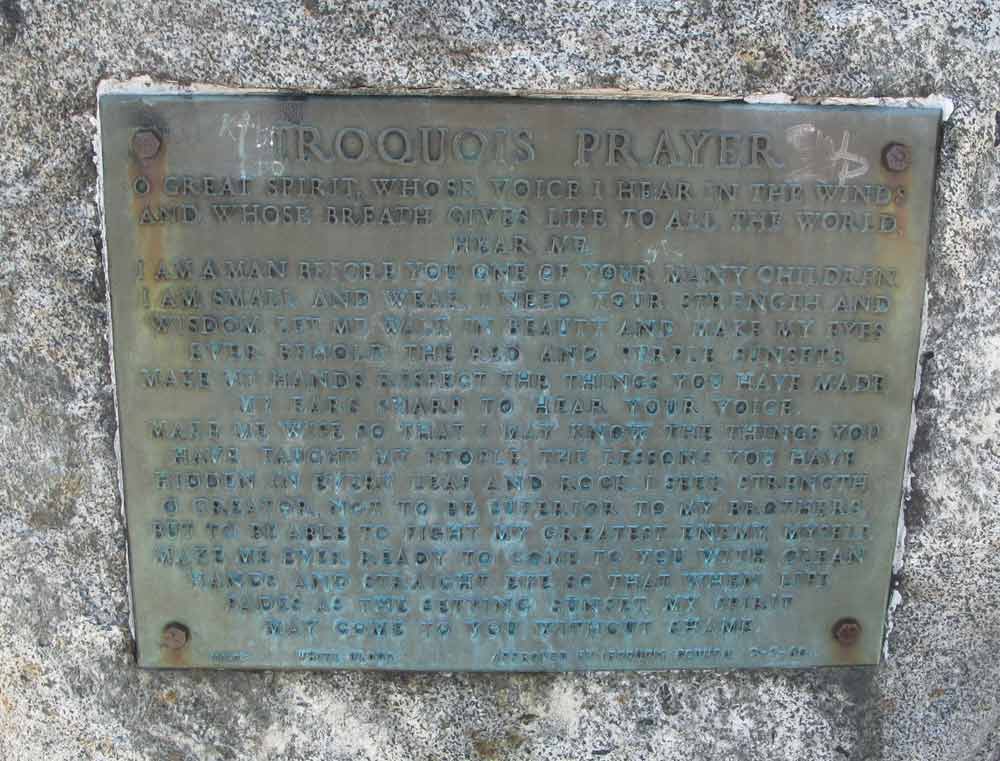 IROQUOIS PRAYER
O GREAT SPIRIT, WHOSE VOICE I HEAR IN THE WINDS
AND WHOSE BREATH GIVES LIFE TO ALL THE WORLD,
HEAR ME
I AM A MAN BEFORE YOU ONE OF YOUR MANY CHILDREN.
I AM SMALL AND WEAK. I NEED YOUR STRENGTH AND
WISDOM. LET ME WALK IN BEAUTY AND MAKE MY EYES
EVER BEHOLD THE RED AND PURPLE SUNSETS
MAKE MY HANDS RESPECT THE THINGS YOU HAVE MADE
MY EARS SHARP TO HEAR YOUR VOICE.
MAKE ME WISE SO THAT I MAY KNOW THE THINGS YOU
HAVE TAUGHT MY PEOPLE THE LESSONS YOU HAVE
HIDDEN IN EVERY LEAF AND ROCK. I SEEK STRENGTH
O CREATOR, NOT TO BE SUPERIOR TO MY BROTHERS,
BUT TO BE ABLE TO FIGHT MY GREATEST ENEMY, MYSELF
MAKE ME EVER READY TO COME TO YOU WITH CLEAN
HANDS AND STRAIGHT EYE SO THAT WHEN LIFE
FADES AS THE SETTING SUNSET, MY SPIRIT
MAY COME TO YOU WITHOUT SHAME
APPROVED BY IROQUOIS